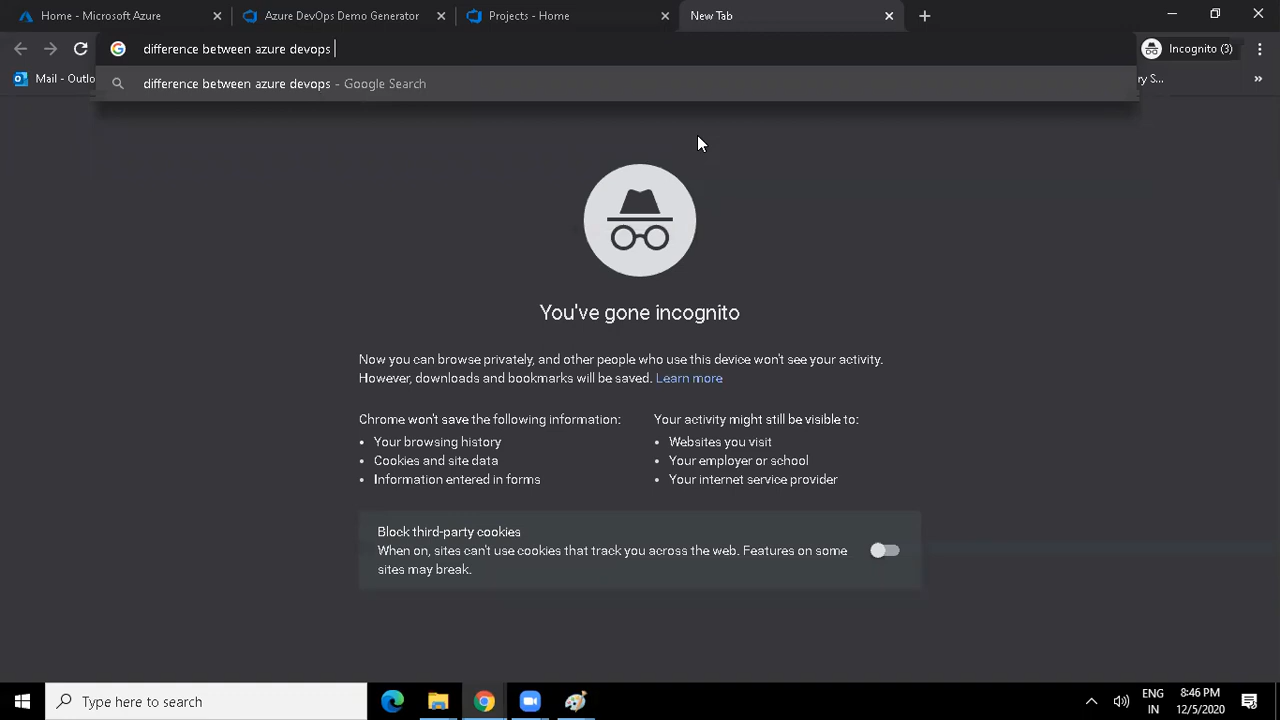 Home - Microsoft Azure
Azure DevOps Demo Generator
Projects - Home
New Tab
difference between azure devops
Incognito (3)
difference between azure devops - Google Search
Mail - Outlo
ry S...
»
You've gone incognito
Now you can browse privately, and other people who use this device won't see your activity.
However, downloads and bookmarks will be saved. Learn more
Chrome won't save the following information:
• Your browsing history
• Cookies and site data
• Information entered in forms
Your activity might still be visible to:
• Websites you visit
• Your employer or school
• Your internet service provider
Block third-party cookies
When on, sites can't use cookies that track you across the web. Features on some
sites may break.
Type here to search
ENG
IN
8:46 PM
12/5/2020